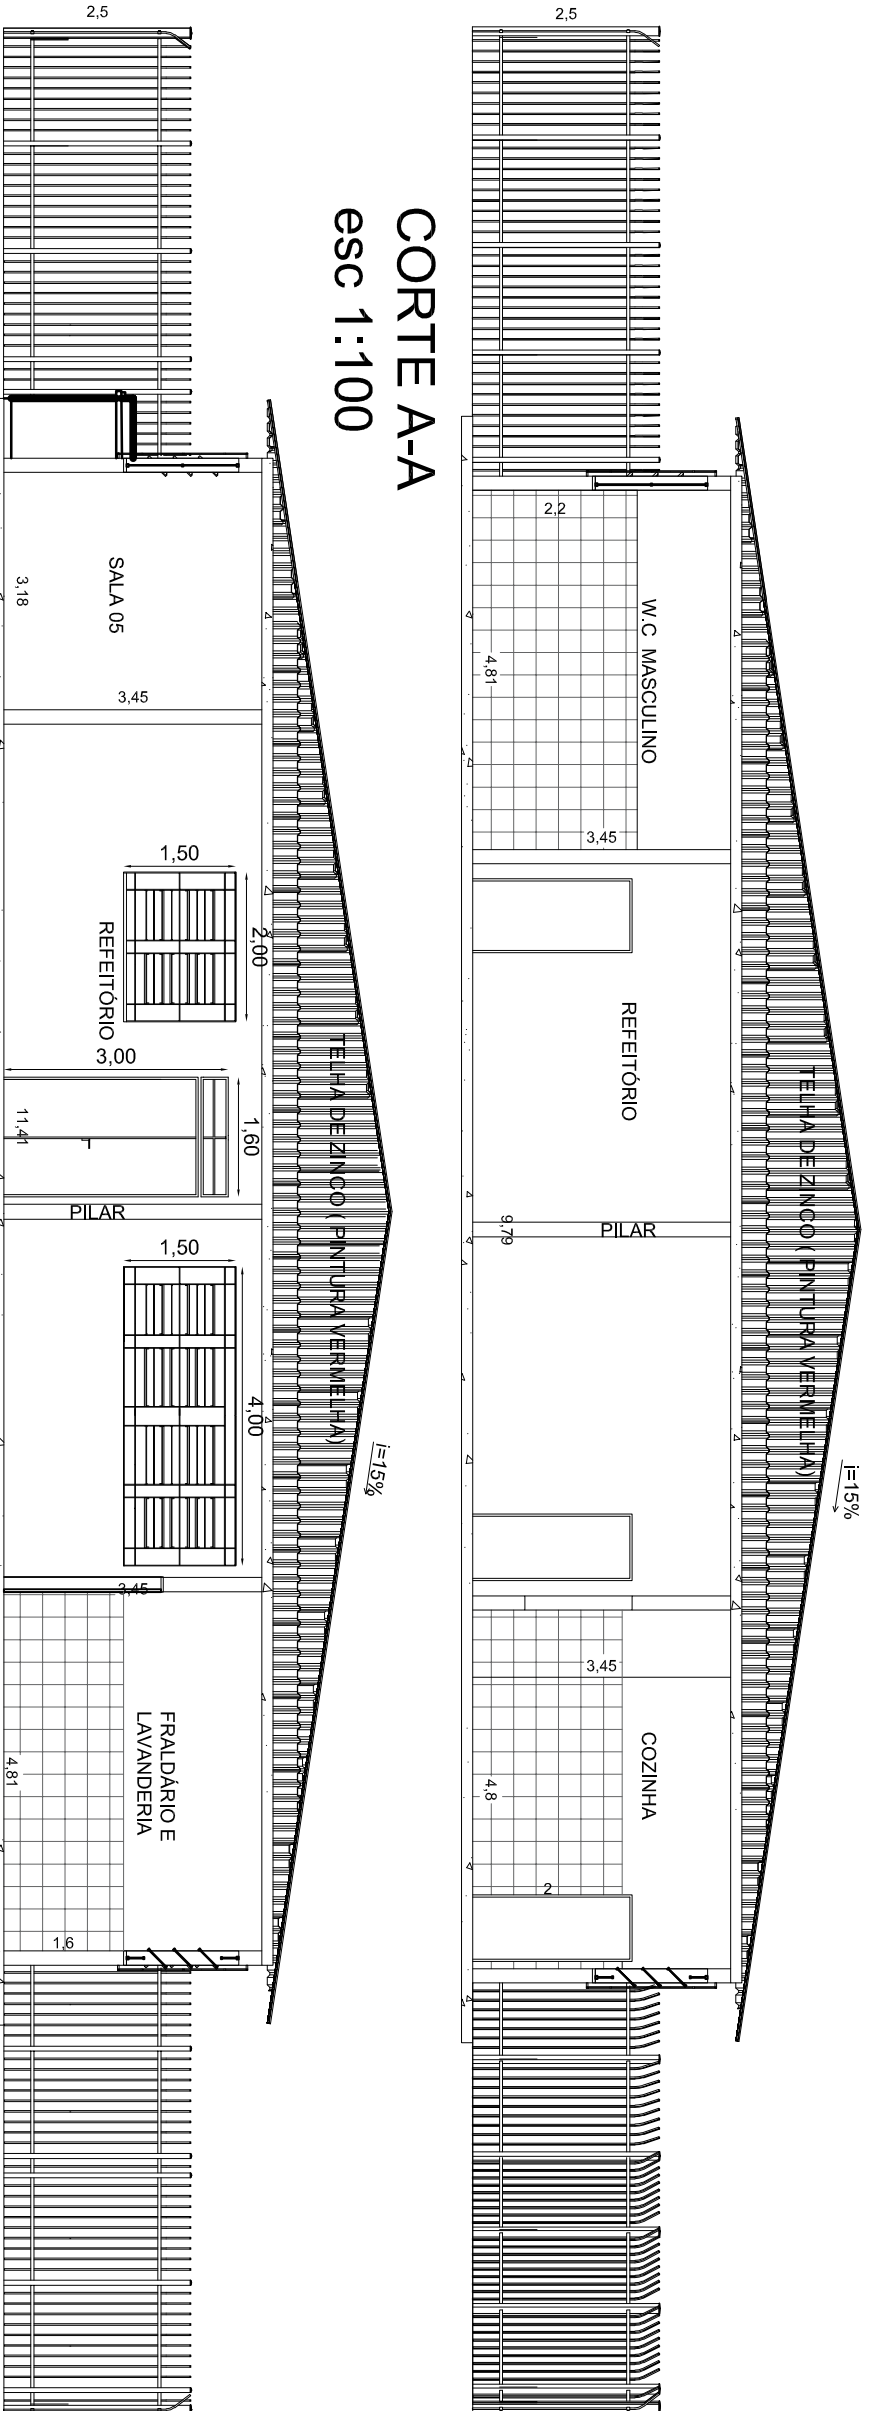 2,5
TELHA DE ZINCO ( PINTURA VERMELHA)
i=15%
2,2
W.C MASCULINO
4,81
3,45
REFEITÓRIO
9,79
PILAR
3,45
COZINHA
4,8
2
CORTE A-A
esc 1:100
2,5
TELHA DE ZINCO ( PINTURA VERMELHA)
i=15%
SALA 05
3,18
3,45
1,50
2,00
REFEITÓRIO
3,00
1,60
11,41
PILAR
1,50
4,00
3,45
FRALDÁRIO E
LAVANDERIA
4,81
1,6